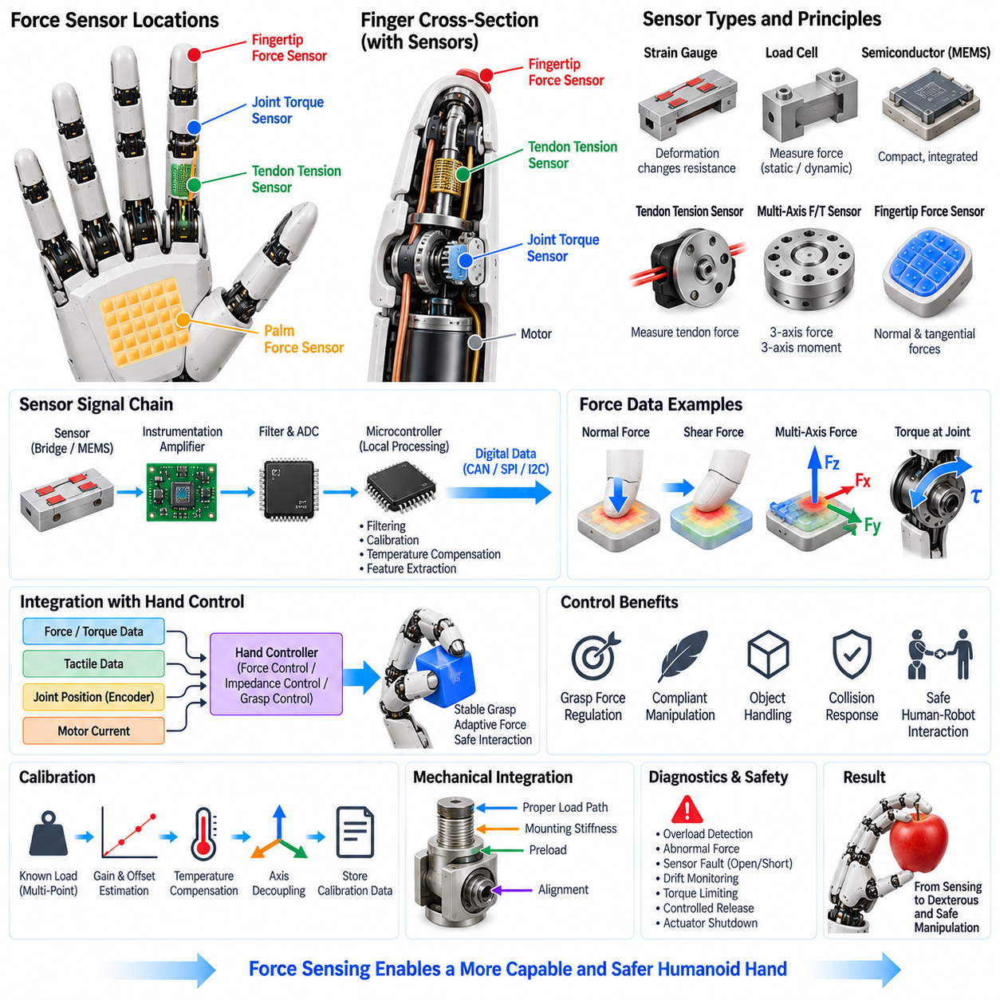 Force Sensor Locations
Fingertip
Force Sensor
Joint Torque
Sensor
Tendon Tension
Sensor
Palm
Force Sensor
Finger Cross-Section
(with Sensors)
Fingertip
Force Sensor
Tendon Tension
Sensor
Joint Torque
Sensor
Motor
Sensor Types and Principles
Strain Gauge
Deformation
changes resistance
Load Cell
Measure force
(static / dynamic)
Semiconductor (MEMS)
Compact, integrated
Tendon Tension Sensor
Measure tendon force
Multi-Axis F/T Sensor
3-axis force
3-axis moment
Fingertip Force Sensor
Normal & tangential
forces
Sensor Signal Chain
Sensor
(Bridge / MEMS)
Instrumentation
Amplifier
Filter & ADC
Microcontroller
(Local Processing)
• Filtering
• Calibration
• Temperature Compensation
• Feature Extraction
Digital Data
(CAN / SPI / I2C)
Force Data Examples
Normal Force
Shear Force
Multi-Axis Force
Fz
Fx
Fy
Torque at Joint
τ
Integration with Hand Control
Force / Torque Data
Tactile Data
Joint Position (Encoder)
Motor Current
Hand Controller
(Force Control /
Impedance Control /
Grasp Control)
Stable Grasp
Adaptive Force
Safe Interaction
Control Benefits
Grasp Force
Regulation
Compliant
Manipulation
Object
Handling
Collision
Response
Safe
Human-Robot
Interaction
Calibration
Known Load
(Multi-Point)
Gain & Offset
Estimation
Temperature
Compensation
Axis
Decoupling
Store
Calibration Data
Mechanical Integration
Proper Load Path
Mounting Stiffness
Preload
Alignment
Diagnostics & Safety
• Overload Detection
• Abnormal Force
• Sensor Fault (Open/Short)
• Drift Monitoring
• Torque Limiting
• Controlled Release
• Actuator Shutdown
Result
From Sensing
to Dexterous
and Safe
Manipulation
Force Sensing Enables a More Capable and Safer Humanoid Hand